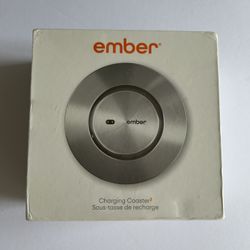 ember®
ember
Charging Coaster²
Sous-tasse de recharge